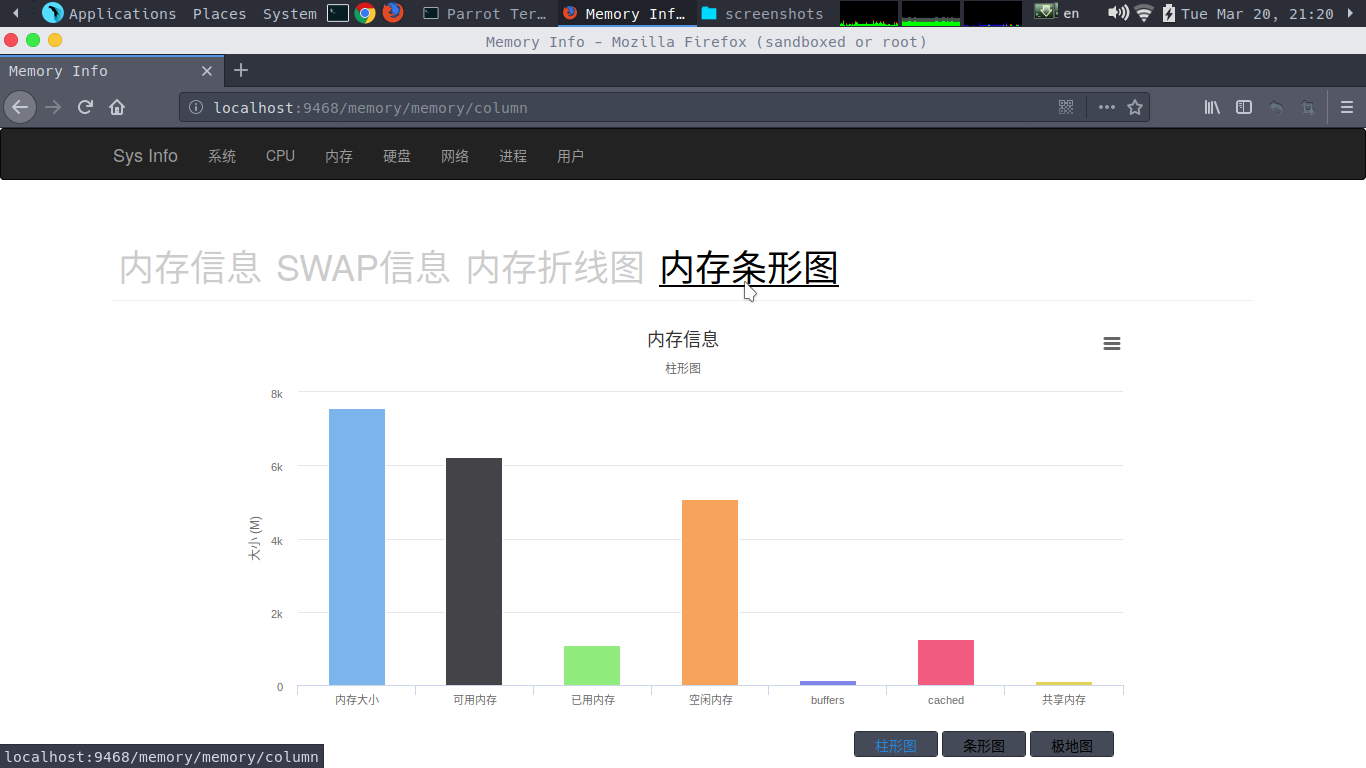 Applications Places System Parrot Ter… Memory Inf… screenshots en Tue Mar 20, 21:20
Memory Info - Mozilla Firefox (sandboxed or root)
Memory Info
localhost:9468/memory/memory/column
Sys Info 系统 CPU 内存 硬盘 网络 进程 用户
内存信息 SWAP信息 内存折线图 内存条形图
内存信息
柱形图
大小 (M)
8k
6k
4k
2k
0
内存大小 可用内存 已用内存 空闲内存 buffers cached 共享内存
柱形图 条形图 极地图
localhost:9468/memory/memory/column